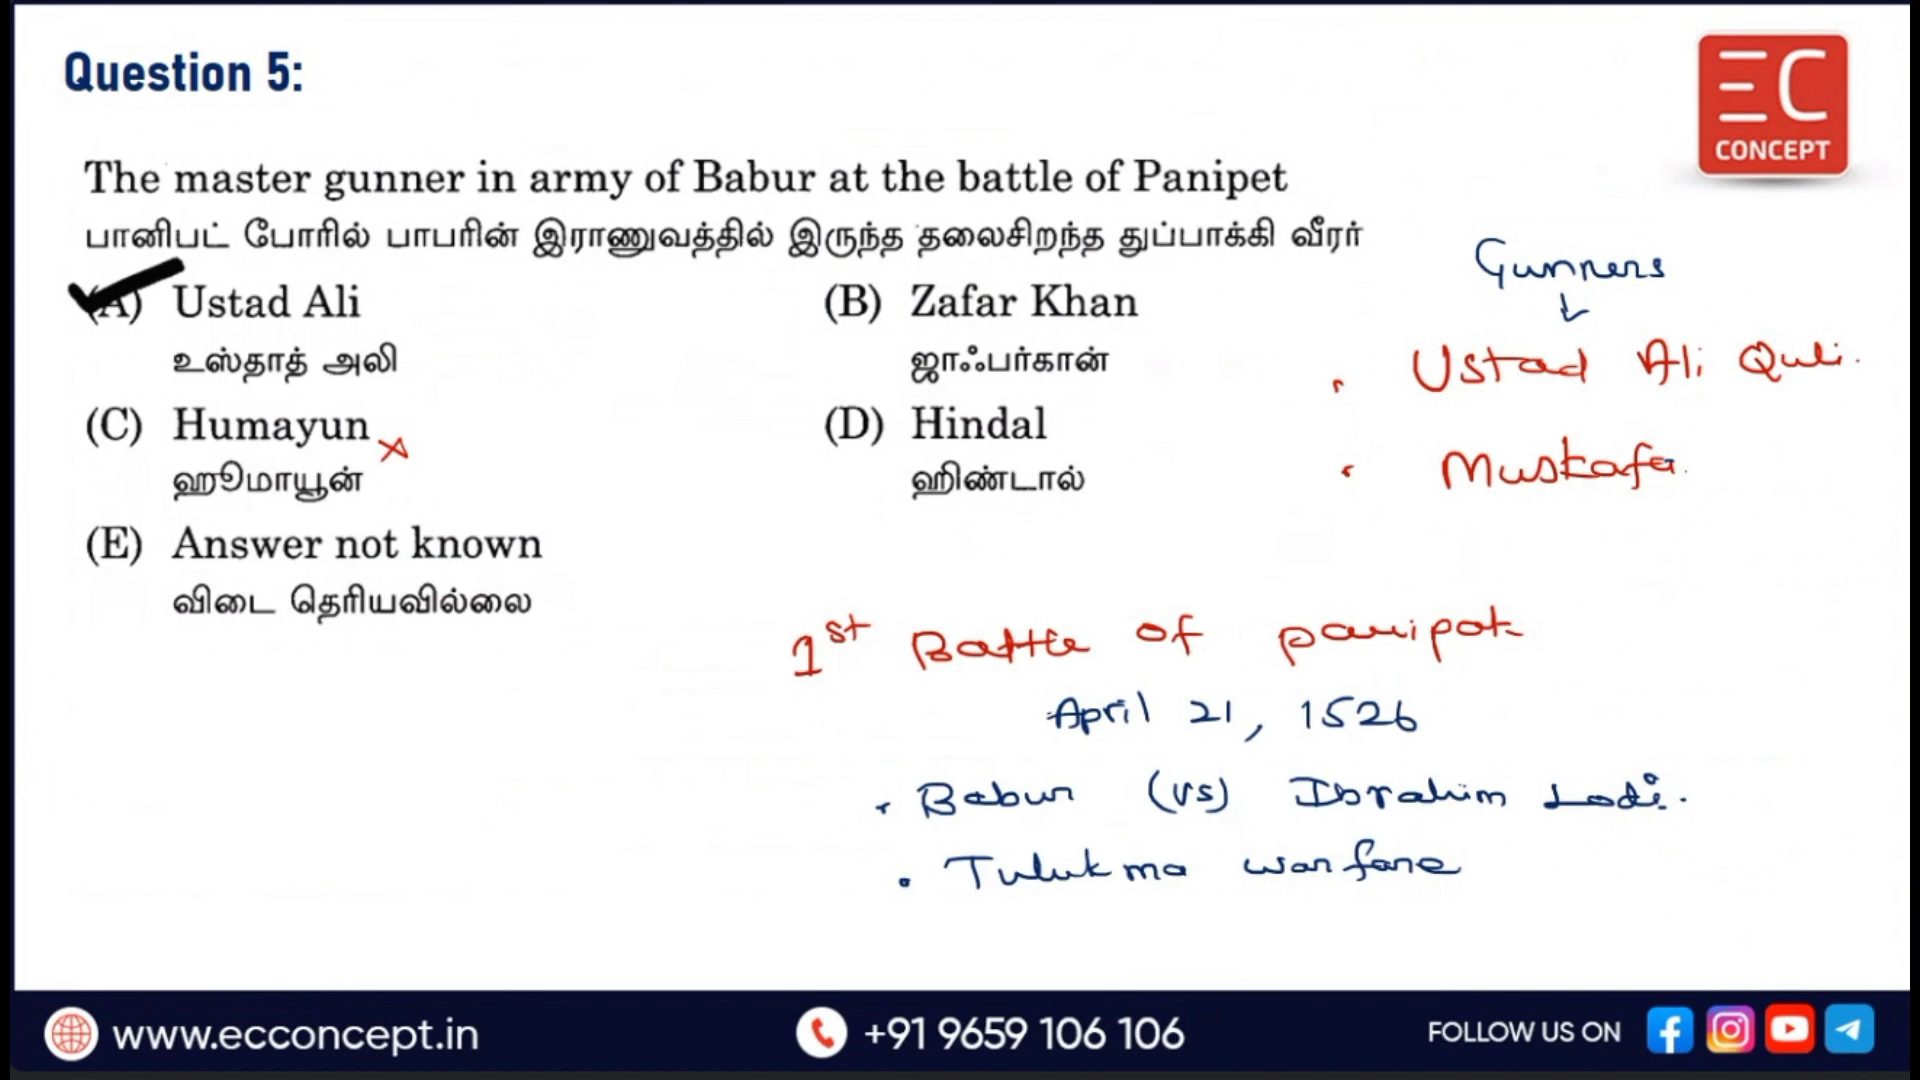 Question 5:
EC
CONCEPT
The master gunner in army of Babur at the battle of Panipet
பானிபட் போரில் பாபரின் இராணுவத்தில் இருந்த தலைசிறந்த துப்பாக்கி வீரர்
(A) Ustad Ali
உஸ்தாத் அலி
(B) Zafar Khan
ஜாஃபர்கான்
(C) Humayun
ஹூமாயூன்
(D) Hindal
ஹிண்டால்
(E) Answer not known
விடை தெரியவில்லை
Gunners
Ustad Ali Quli.
Mustafa.
1st Battle of panipat
April 21, 1526
Babur (vs) Ibrahim Lodi.
Tulukma warfare
www.ecconcept.in
+91 9659 106 106
FOLLOW US ON